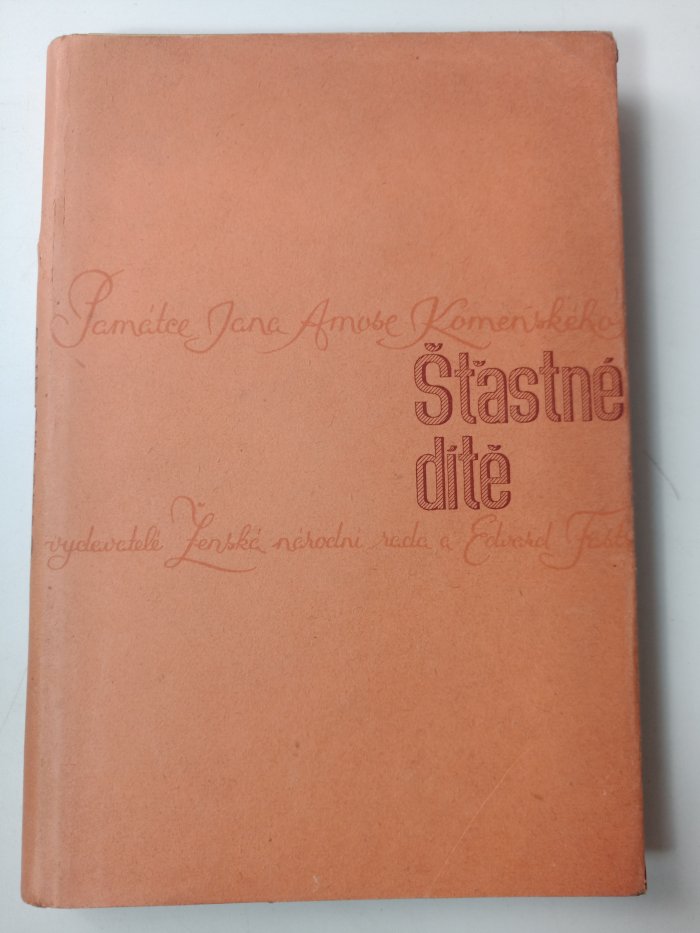 Památce Jana Amose Komenského
Šťastné
dítě
vydavatelé Ženská národní rada a Edvard